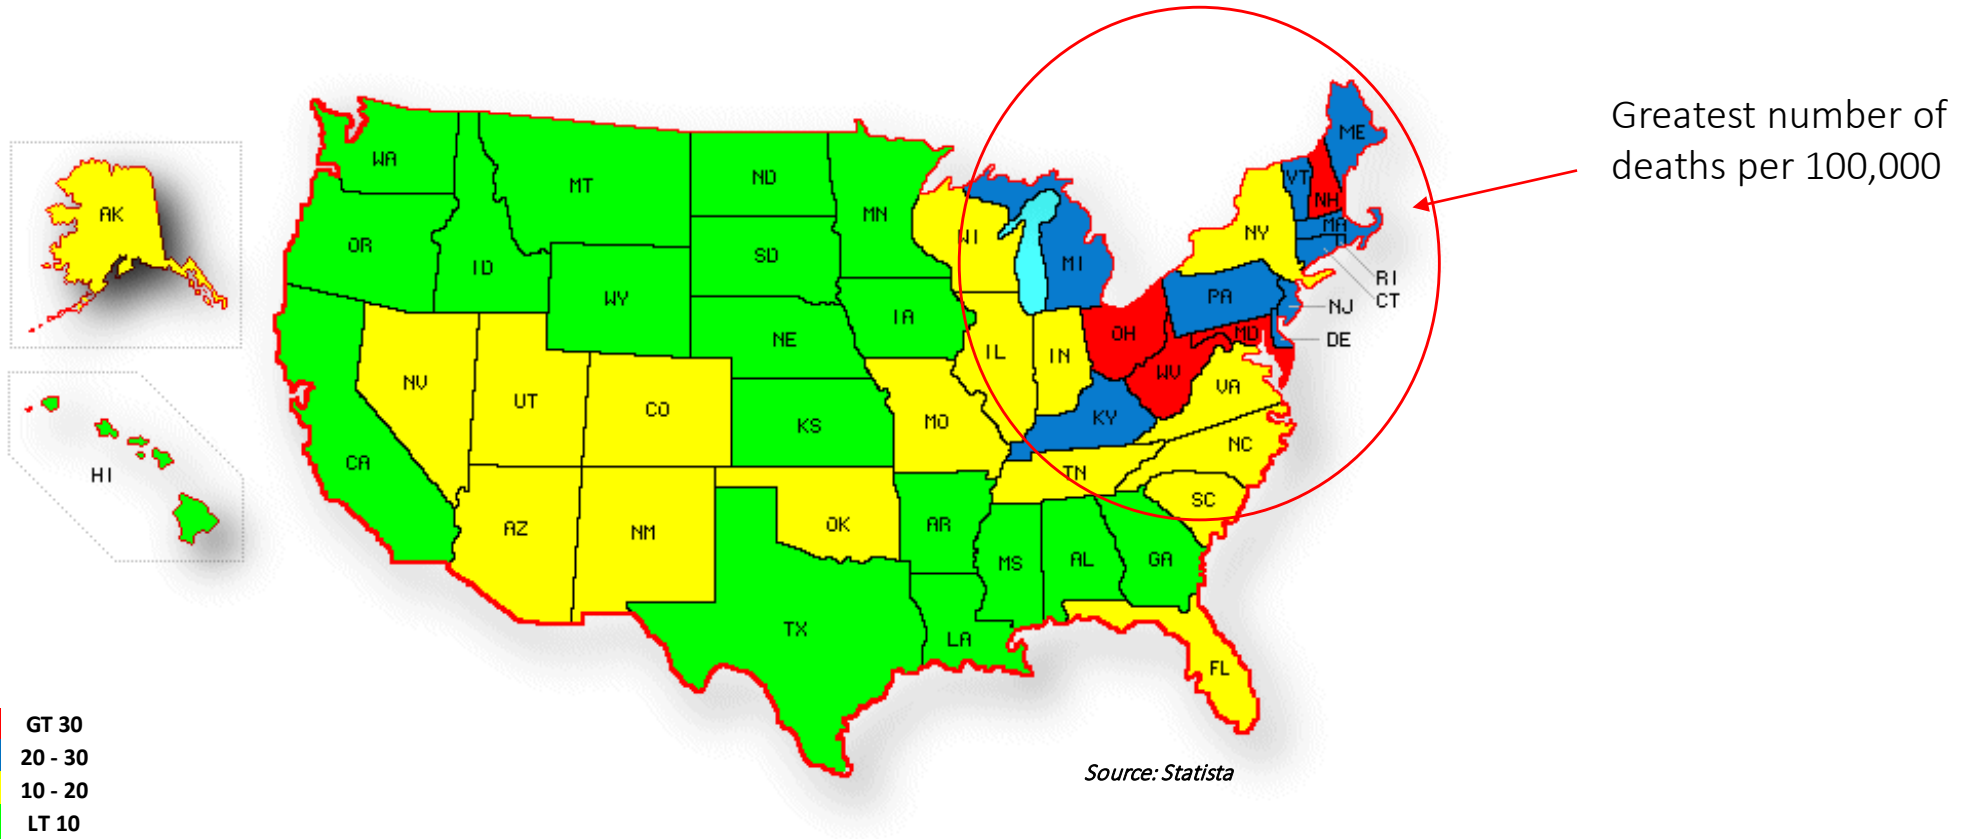 Greatest number of
deaths per 100,000
ME
WA
MT
ND
VT
NH
AK
MN
MA
OR
WI
NY
ID
SD
MI
RI
WY
PA
CT
NJ
IA
OH
MD
NE
DE
IL
IN
WV
NV
VA
UT
CO
KY
MO
KS
NC
CA
TN
HI
SC
AZ
NM
OK
AR
MS
AL
GA
TX
LA
FL
GT 30
20 - 30
10 - 20
LT 10
Source: Statista